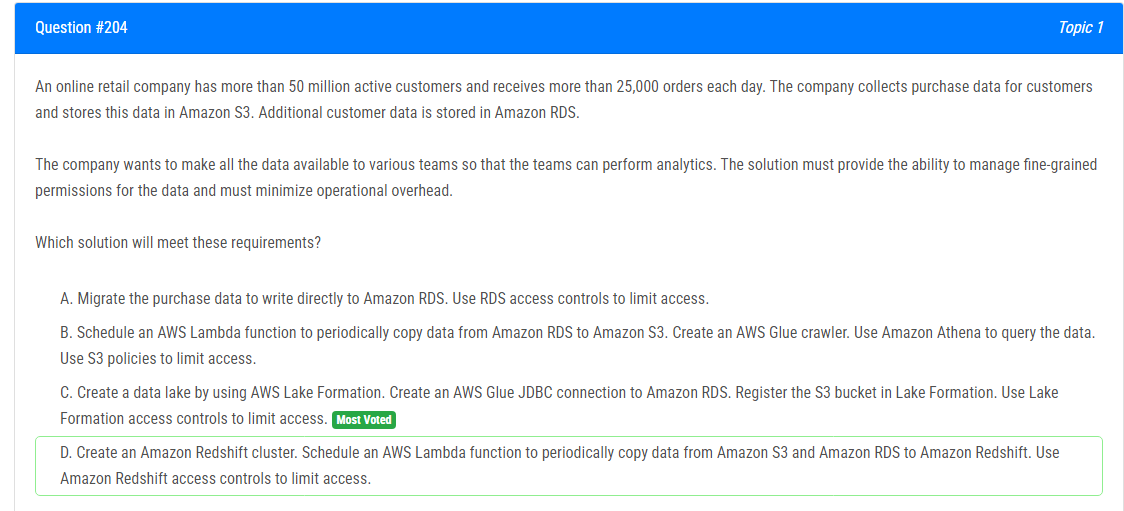 Question #204
Topic 1
An online retail company has more than 50 million active customers and receives more than 25,000 orders each day. The company collects purchase data for customers
and stores this data in Amazon S3. Additional customer data is stored in Amazon RDS.
The company wants to make all the data available to various teams so that the teams can perform analytics. The solution must provide the ability to manage fine-grained
permissions for the data and must minimize operational overhead.
Which solution will meet these requirements?
A. Migrate the purchase data to write directly to Amazon RDS. Use RDS access controls to limit access.
B. Schedule an AWS Lambda function to periodically copy data from Amazon RDS to Amazon S3. Create an AWS Glue crawler. Use Amazon Athena to query the data.
Use S3 policies to limit access.
C. Create a data lake by using AWS Lake Formation. Create an AWS Glue JDBC connection to Amazon RDS. Register the S3 bucket in Lake Formation. Use Lake
Formation access controls to limit access. Most Voted
D. Create an Amazon Redshift cluster. Schedule an AWS Lambda function to periodically copy data from Amazon S3 and Amazon RDS to Amazon Redshift. Use
Amazon Redshift access controls to limit access.